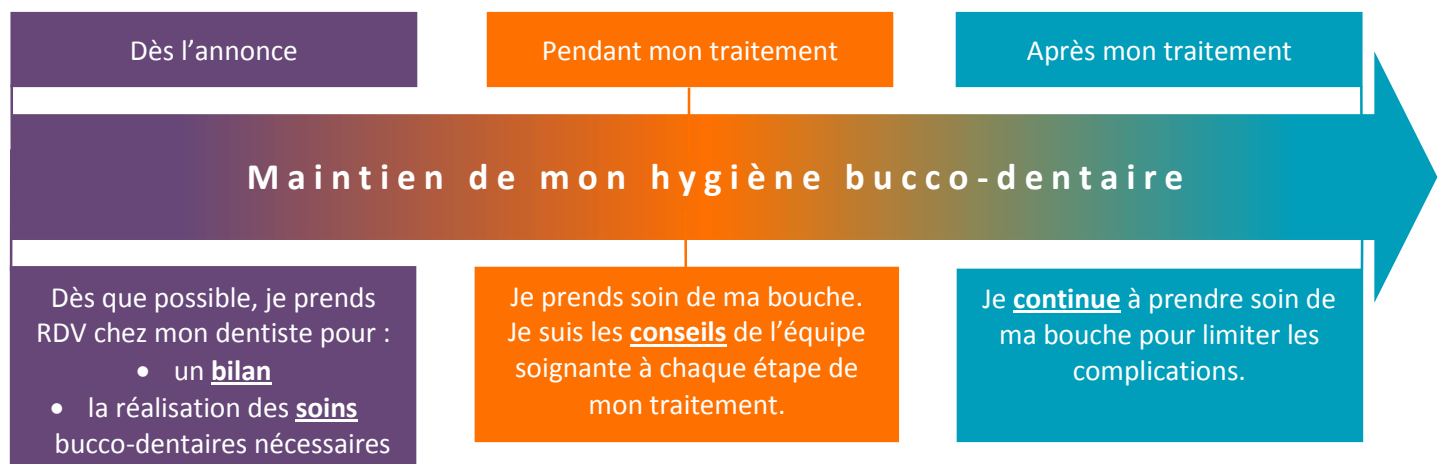 Dès l’annonce
Pendant mon traitement
Après mon traitement
Maintien de mon hygiène bucco-dentaire
Dès que possible, je prends
RDV chez mon dentiste pour :
• un bilan
• la réalisation des soins
bucco-dentaires nécessaires
Je prends soin de ma bouche.
Je suis les conseils de l’équipe
soignante à chaque étape de
mon traitement.
Je continue à prendre soin de
ma bouche pour limiter les
complications.